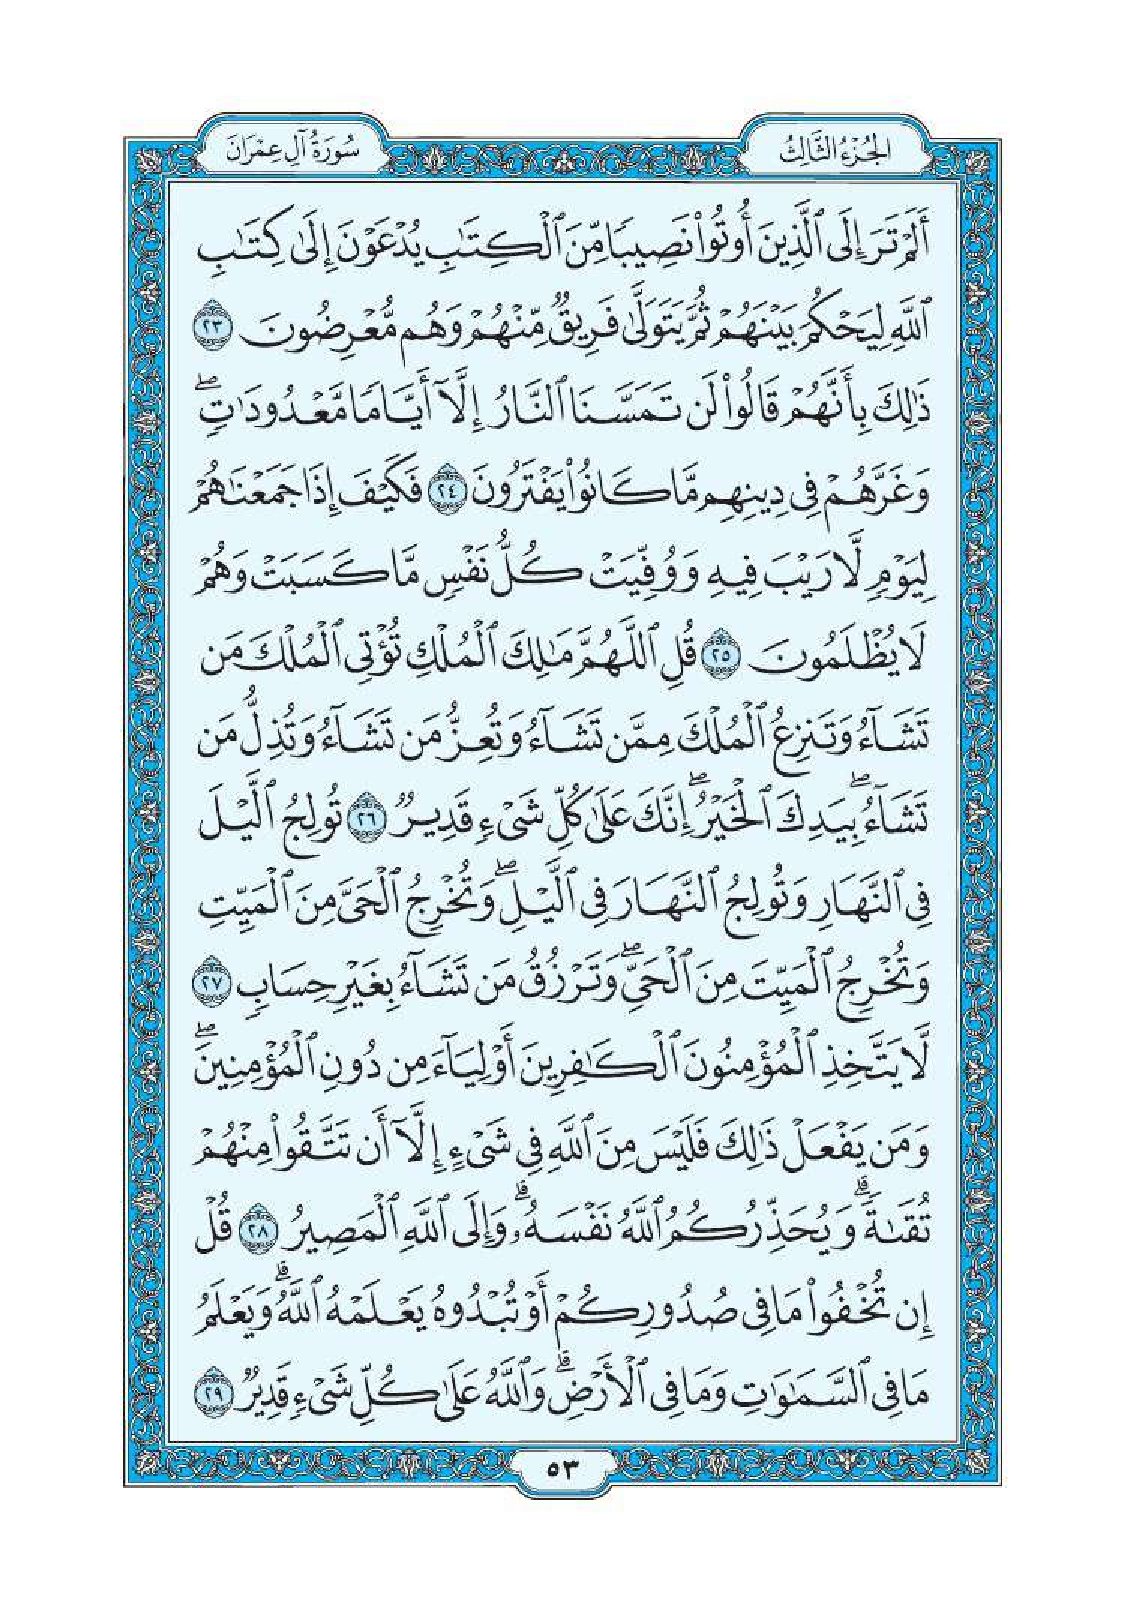 الجُزْءُ الثَّالِثُ
سُورَةُ آلِ عِمْرَانَ
أَلَمْ تَرَ إِلَى ٱلَّذِينَ أُوتُوا۟ نَصِيبًا مِّنَ ٱلْكِتَٰبِ يُدْعَوْنَ إِلَىٰ كِتَٰبِ
ٱللَّهِ لِيَحْكُمَ بَيْنَهُمْ ثُمَّ يَتَوَلَّىٰ فَرِيقٌ مِّنْهُمْ وَهُم مُّعْرِضُونَ ٢٣
ذَٰلِكَ بِأَنَّهُمْ قَالُوا۟ لَن تَمَسَّنَا ٱلنَّارُ إِلَّآ أَيَّامًا مَّعْدُودَٰتٍ ۖ
وَغَرَّهُمْ فِى دِينِهِم مَّا كَانُوا۟ يَفْتَرُونَ ٢٤ فَكَيْفَ إِذَا جَمَعْنَٰهُمْ
لِيَوْمٍ لَّا رَيْبَ فِيهِ وَوُفِّيَتْ كُلُّ نَفْسٍ مَّا كَسَبَتْ وَهُمْ
لَا يُظْلَمُونَ ٢٥ قُلِ ٱللَّهُمَّ مَٰلِكَ ٱلْمُلْكِ تُؤْتِى ٱلْمُلْكَ مَن
تَشَآءُ وَتَنزِعُ ٱلْمُلْكَ مِمَّن تَشَآءُ وَتُعِزُّ مَن تَشَآءُ وَتُذِلُّ مَن
تَشَآءُ ۖ بِيَدِكَ ٱلْخَيْرُ ۖ إِنَّكَ عَلَىٰ كُلِّ شَىْءٍ قَدِيرٌ ٢٦ تُولِجُ ٱلَّيْلَ
فِى ٱلنَّهَارِ وَتُولِجُ ٱلنَّهَارَ فِى ٱلَّيْلِ ۖ وَتُخْرِجُ ٱلْحَىَّ مِنَ ٱلْمَيِّتِ
وَتُخْرِجُ ٱلْمَيِّتَ مِنَ ٱلْحَىِّ ۖ وَتَرْزُقُ مَن تَشَآءُ بِغَيْرِ حِسَابٍ ٢٧
لَّا يَتَّخِذِ ٱلْمُؤْمِنُونَ ٱلْكَٰفِرِينَ أَوْلِيَآءَ مِن دُونِ ٱلْمُؤْمِنِينَ ۖ
وَمَن يَفْعَلْ ذَٰلِكَ فَلَيْسَ مِنَ ٱللَّهِ فِى شَىْءٍ إِلَّآ أَن تَتَّقُوا۟ مِنْهُمْ
تُقَىٰةً ۗ وَيُحَذِّرُكُمُ ٱللَّهُ نَفْسَهُۥ ۗ وَإِلَى ٱللَّهِ ٱلْمَصِيرُ ٢٨ قُلْ
إِن تُخْفُوا۟ مَا فِى صُدُورِكُمْ أَوْ تُبْدُوهُ يَعْلَمْهُ ٱللَّهُ ۗ وَيَعْلَمُ
مَا فِى ٱلسَّمَٰوَٰتِ وَمَا فِى ٱلْأَرْضِ ۗ وَٱللَّهُ عَلَىٰ كُلِّ شَىْءٍ قَدِيرٌ ٢٩
٥٣